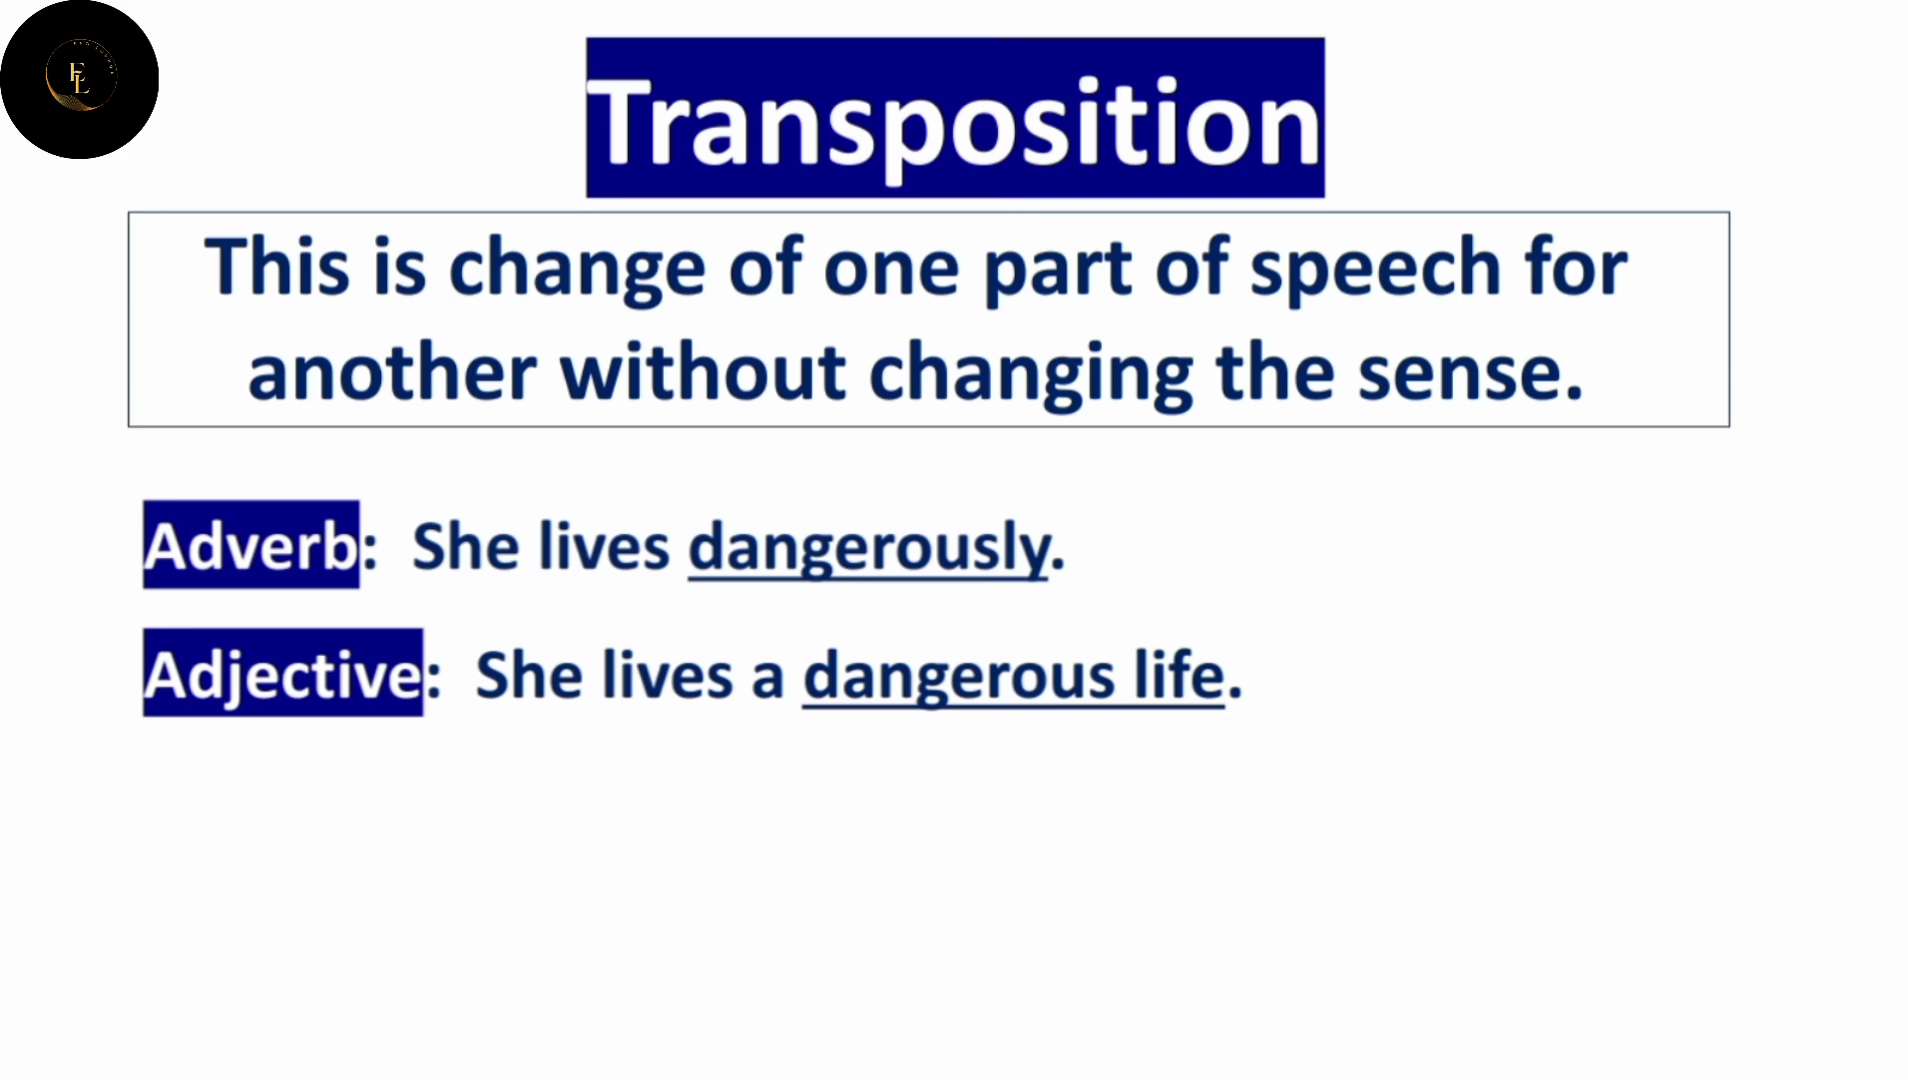 EL
Transposition
This is change of one part of speech for
another without changing the sense.
Adverb: She lives dangerously.
Adjective: She lives a dangerous life.